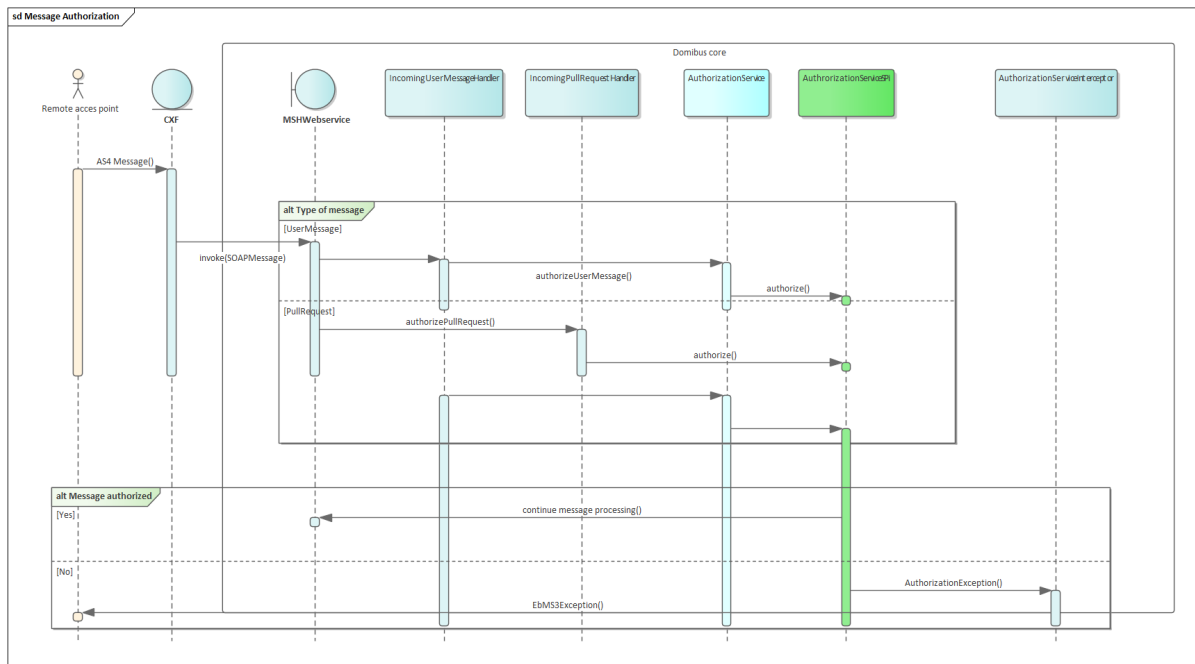 sd Message Authorization
Domibus core
Remote acces point
CXF
MSHWebservice
IncomingUserMessageHandler
IncomingPullRequestHandler
AuthorizationService
AuthrorizationServiceSPI
AuthorizationServiceInterceptor
AS4 Message()
alt Type of message
[UserMessage]
invoke(SOAPMessage)
authorizeUserMessage()
authorize()
[PullRequest]
authorizePullRequest()
authorize()
alt Message authorized
[Yes]
continue message processing()
[No]
AuthorizationException()
EbMS3Exception()